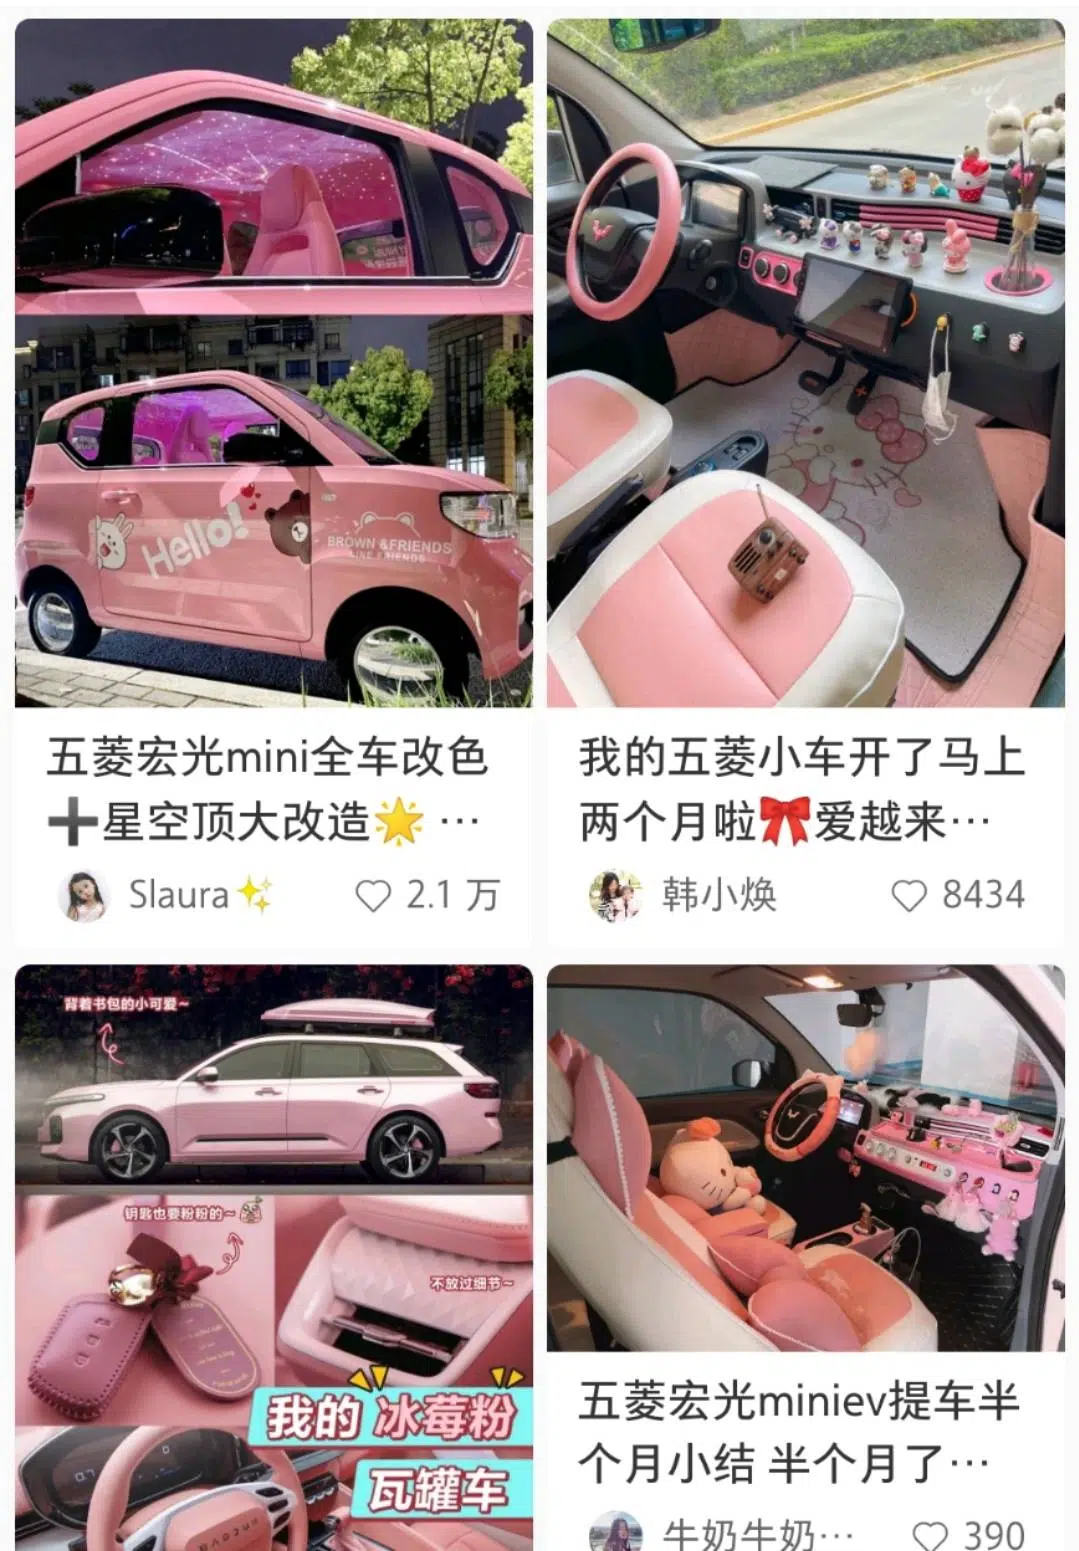 Hello!
BROWN & FRIENDS
LINE FRIENDS
五菱宏光mini全车改色
➕星空顶大改造🌟 …
Slaura✨
2.1 万
我的五菱小车开了马上
两个月啦🎀爱越来…
韩小焕
8434
背着书包的小可爱~
钥匙也要粉粉的~
不放过细节~
我的 冰莓粉
瓦罐车
五菱宏光miniev提车半
个月小结 半个月了…
牛奶牛奶…
390